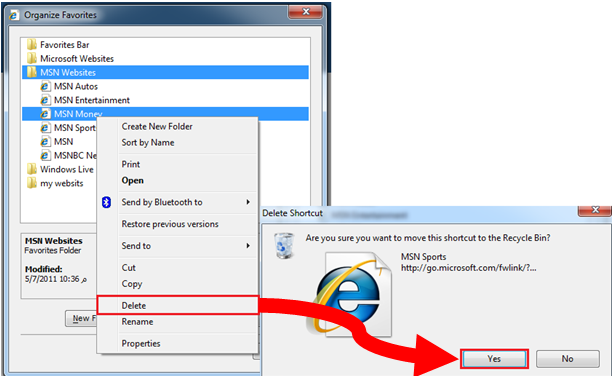 Organize Favorites
Favorites Bar
Microsoft Websites
MSN Websites
MSN Autos
MSN Entertainment
MSN Money
MSN Sport
MSN
MSNBC Ne
Windows Live
my websits
MSN Websites
Favorites Folder
Modified:
5/7/2011 10:36 م
New F
Create New Folder
Sort by Name
Print
Open
Send by Bluetooth to
Restore previous versions
Send to
Cut
Copy
Delete
Rename
Properties
Delete Shortcut
Are you sure you want to move this shortcut to the Recycle Bin?
MSN Sports
http://go.microsoft.com/fwlink/?...
Yes
No